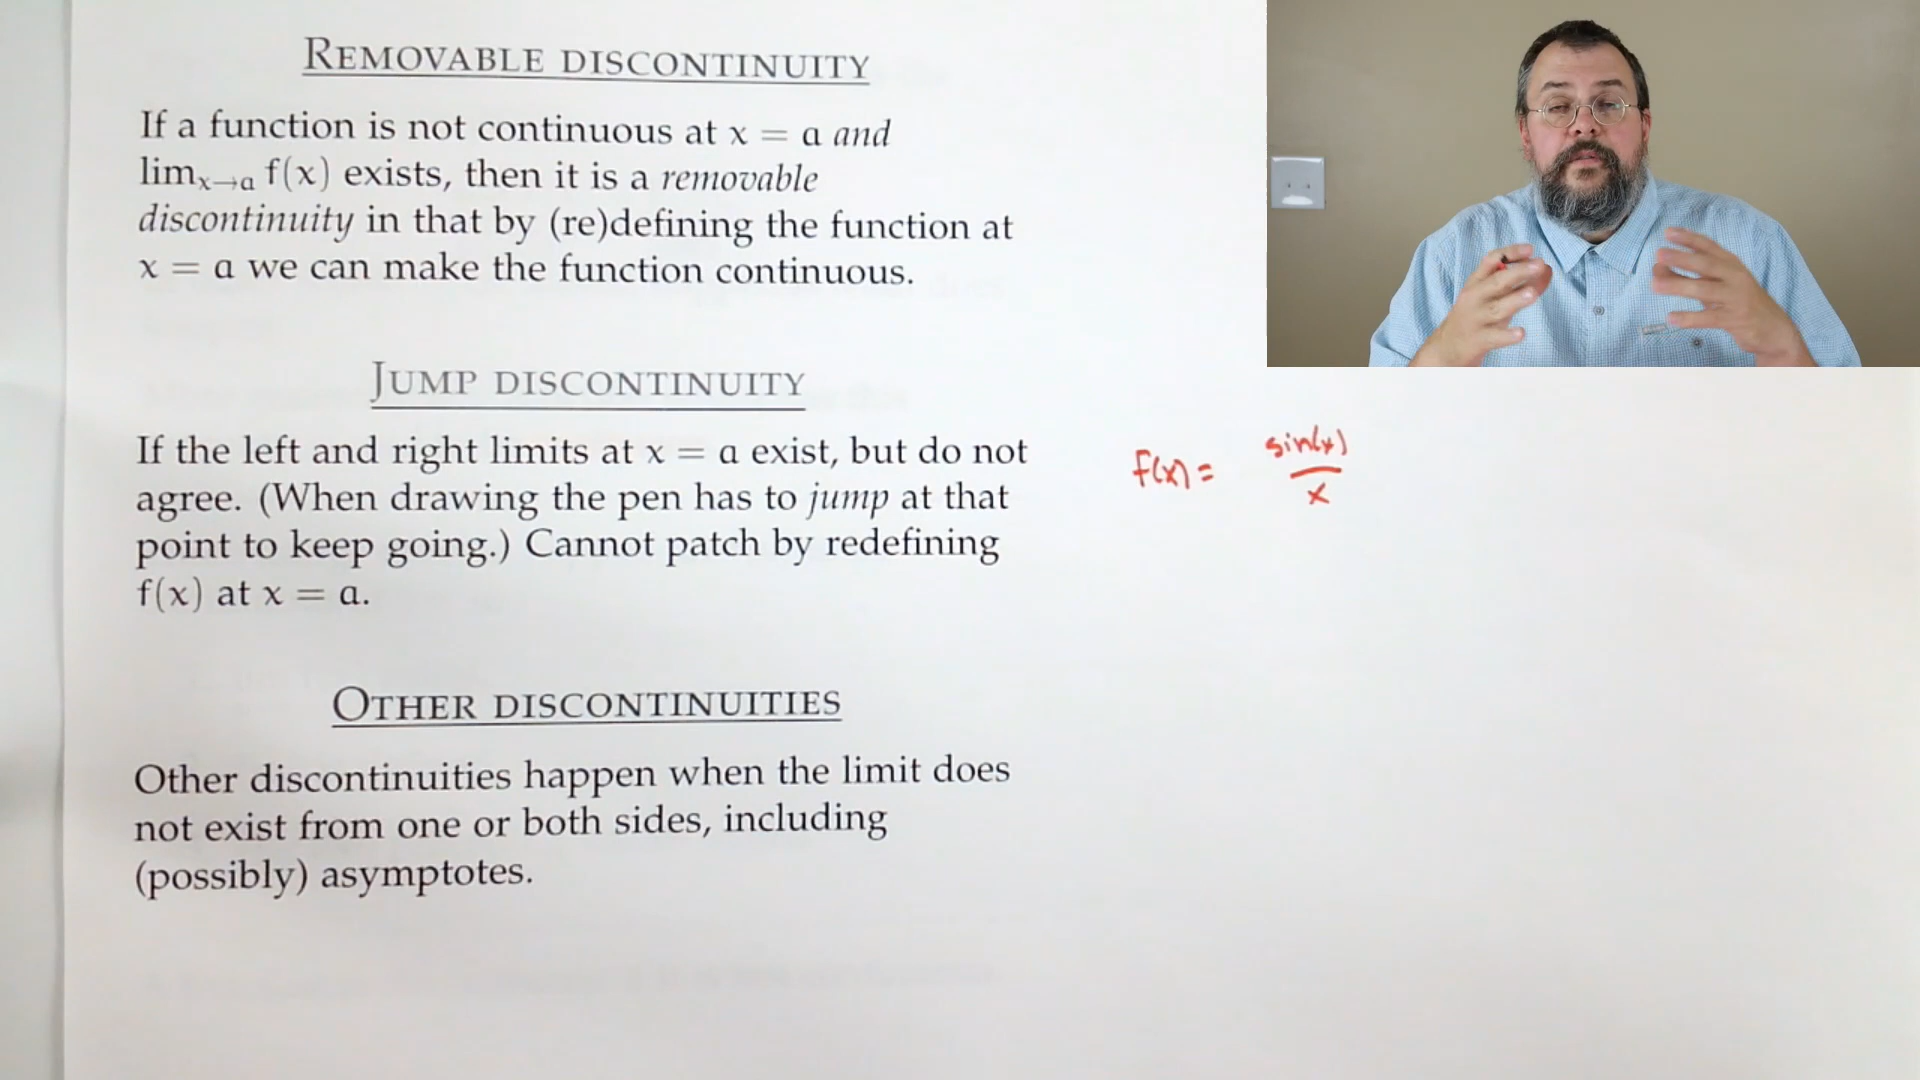 REMOVABLE DISCONTINUITY
If a function is not continuous at x = a and
lim_{x→a} f(x) exists, then it is a removable
discontinuity in that by (re)defining the function at
x = a we can make the function continuous.
JUMP DISCONTINUITY
If the left and right limits at x = a exist, but do not
agree. (When drawing the pen has to jump at that
point to keep going.) Cannot patch by redefining
f(x) at x = a.
f(x) = sin(x)
x
OTHER DISCONTINUITIES
Other discontinuities happen when the limit does
not exist from one or both sides, including
(possibly) asymptotes.